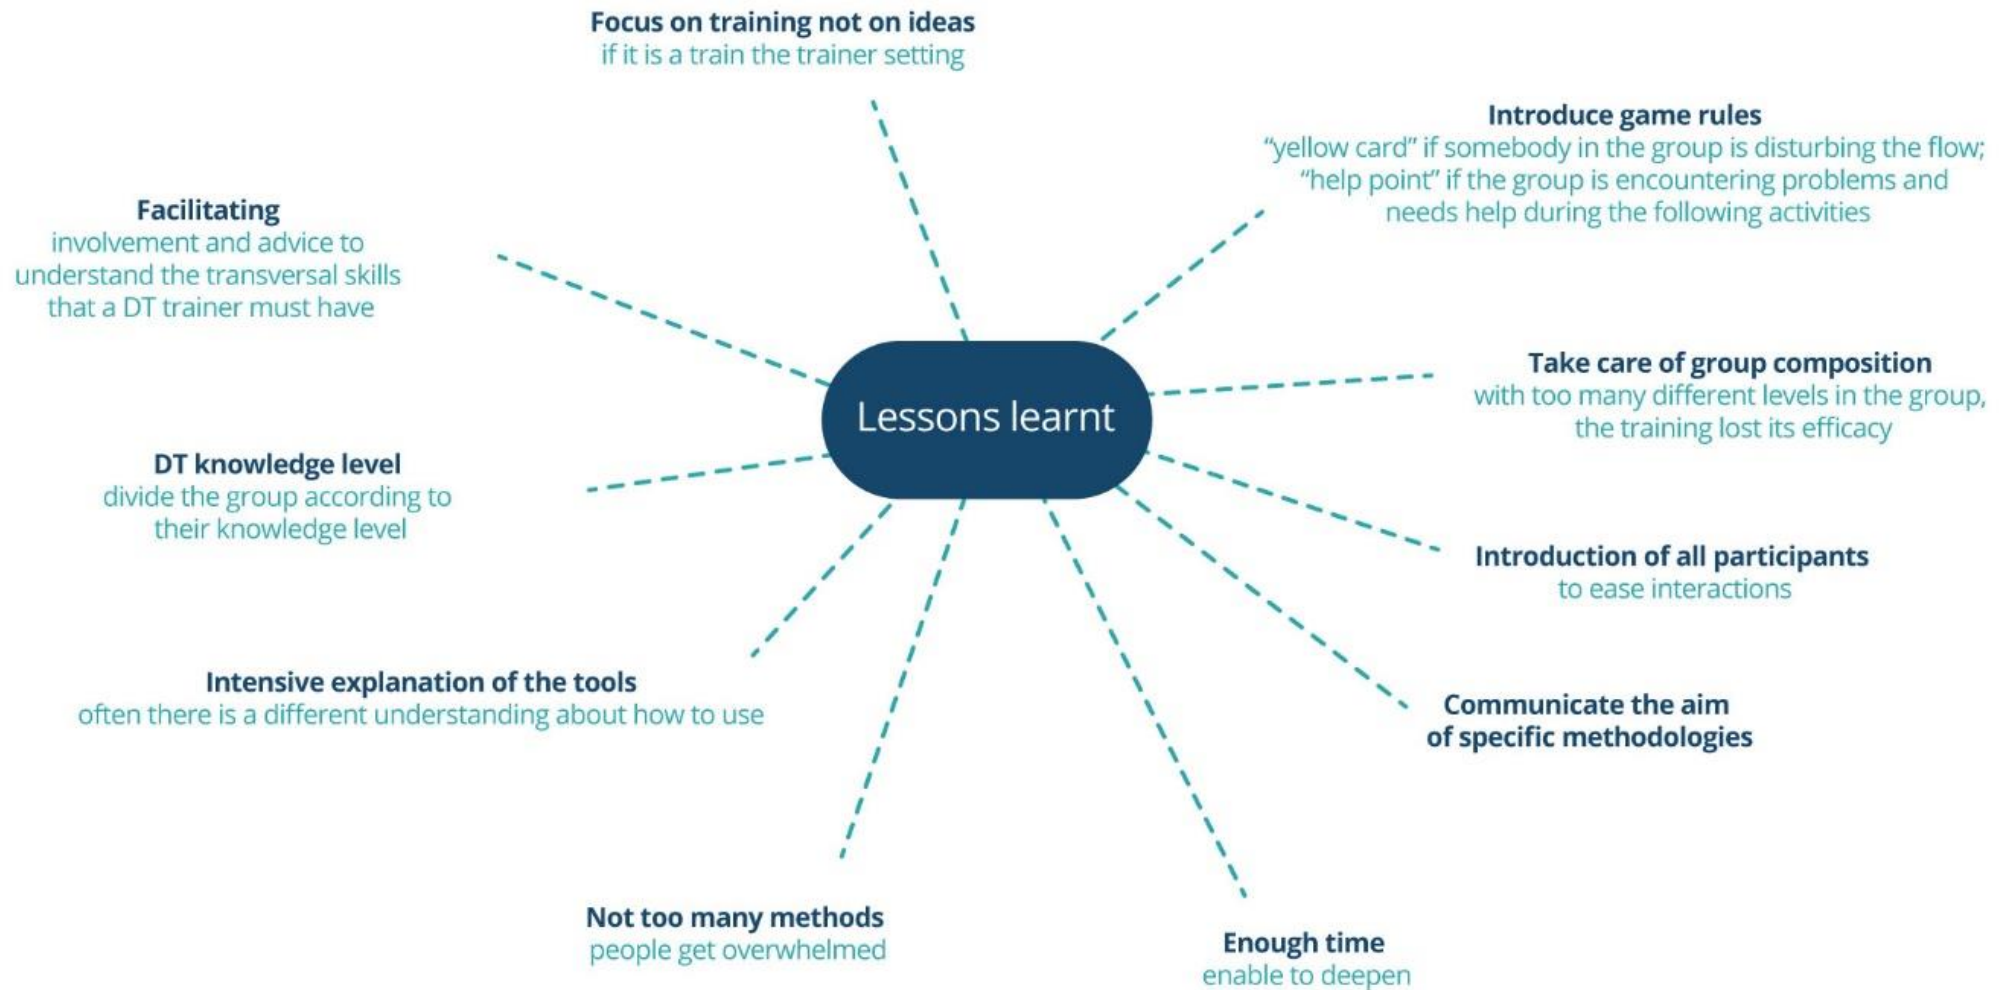 Focus on training not on ideas
if it is a train the trainer setting
Introduce game rules
“yellow card” if somebody in the group is disturbing the flow;
“help point” if the group is encountering problems and
needs help during the following activities
Facilitating
involvement and advice to
understand the transversal skills
that a DT trainer must have
Take care of group composition
with too many different levels in the group,
the training lost its efficacy
Lessons learnt
DT knowledge level
divide the group according to
their knowledge level
Introduction of all participants
to ease interactions
Intensive explanation of the tools
often there is a different understanding about how to use
Communicate the aim
of specific methodologies
Not too many methods
people get overwhelmed
Enough time
enable to deepen